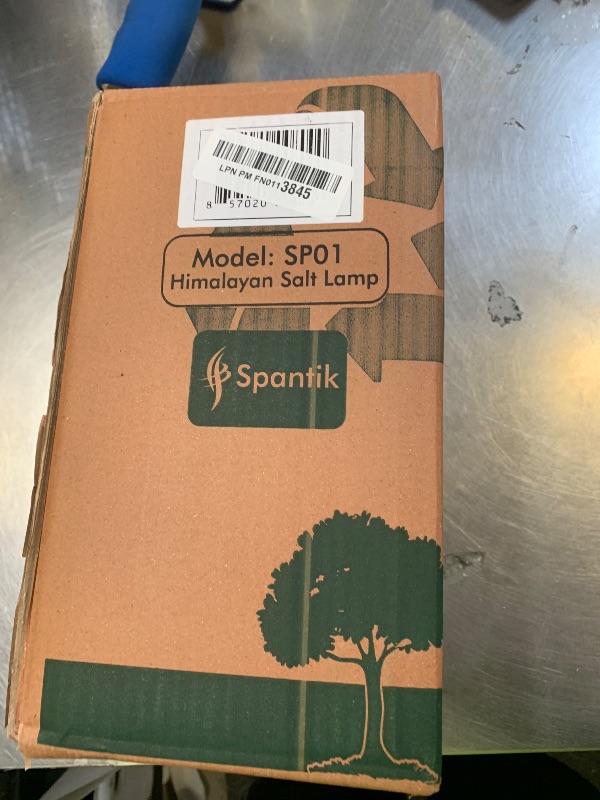 LPN PM FN0113845
8 57020
Model: SP01
Himalayan Salt Lamp
Spantik